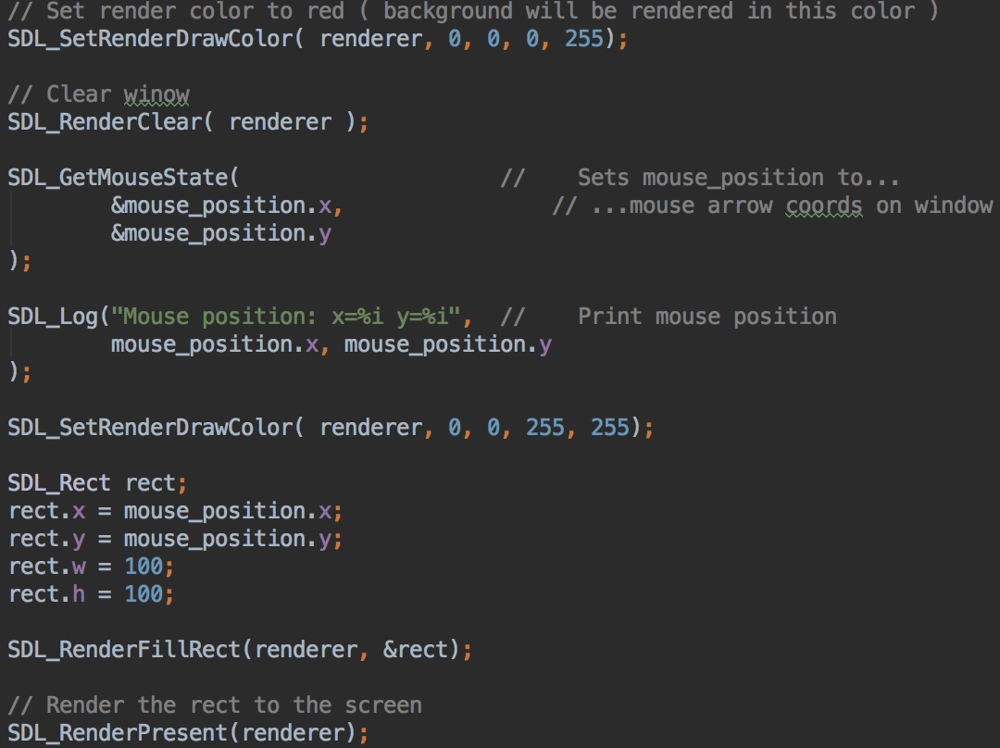 // Set render color to red ( background will be rendered in this color )
SDL_SetRenderDrawColor( renderer, 0, 0, 0, 255);
// Clear winow
SDL_RenderClear( renderer );
SDL_GetMouseState( // Sets mouse_position to...
&mouse_position.x, // ...mouse arrow coords on window
&mouse_position.y
);
SDL_Log("Mouse position: x=%i y=%i", // Print mouse position
mouse_position.x, mouse_position.y
);
SDL_SetRenderDrawColor( renderer, 0, 0, 255, 255);
SDL_Rect rect;
rect.x = mouse_position.x;
rect.y = mouse_position.y;
rect.w = 100;
rect.h = 100;
SDL_RenderFillRect(renderer, &rect);
// Render the rect to the screen
SDL_RenderPresent(renderer);